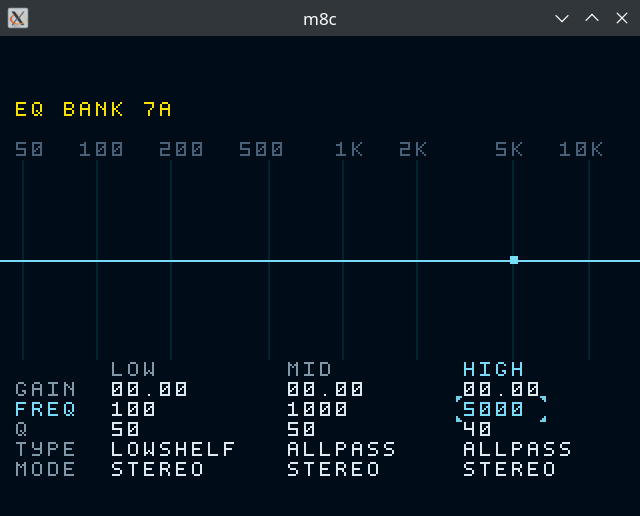 m8c
EQ BANK 7A
50 100 200 500 1K 2K 5K 10K
LOW MID HIGH
GAIN 00.00 00.00 00.00
FREQ 100 1000 5000
Q 50 50 40
TYPE LOWSHELF ALLPASS ALLPASS
MODE STEREO STEREO STEREO